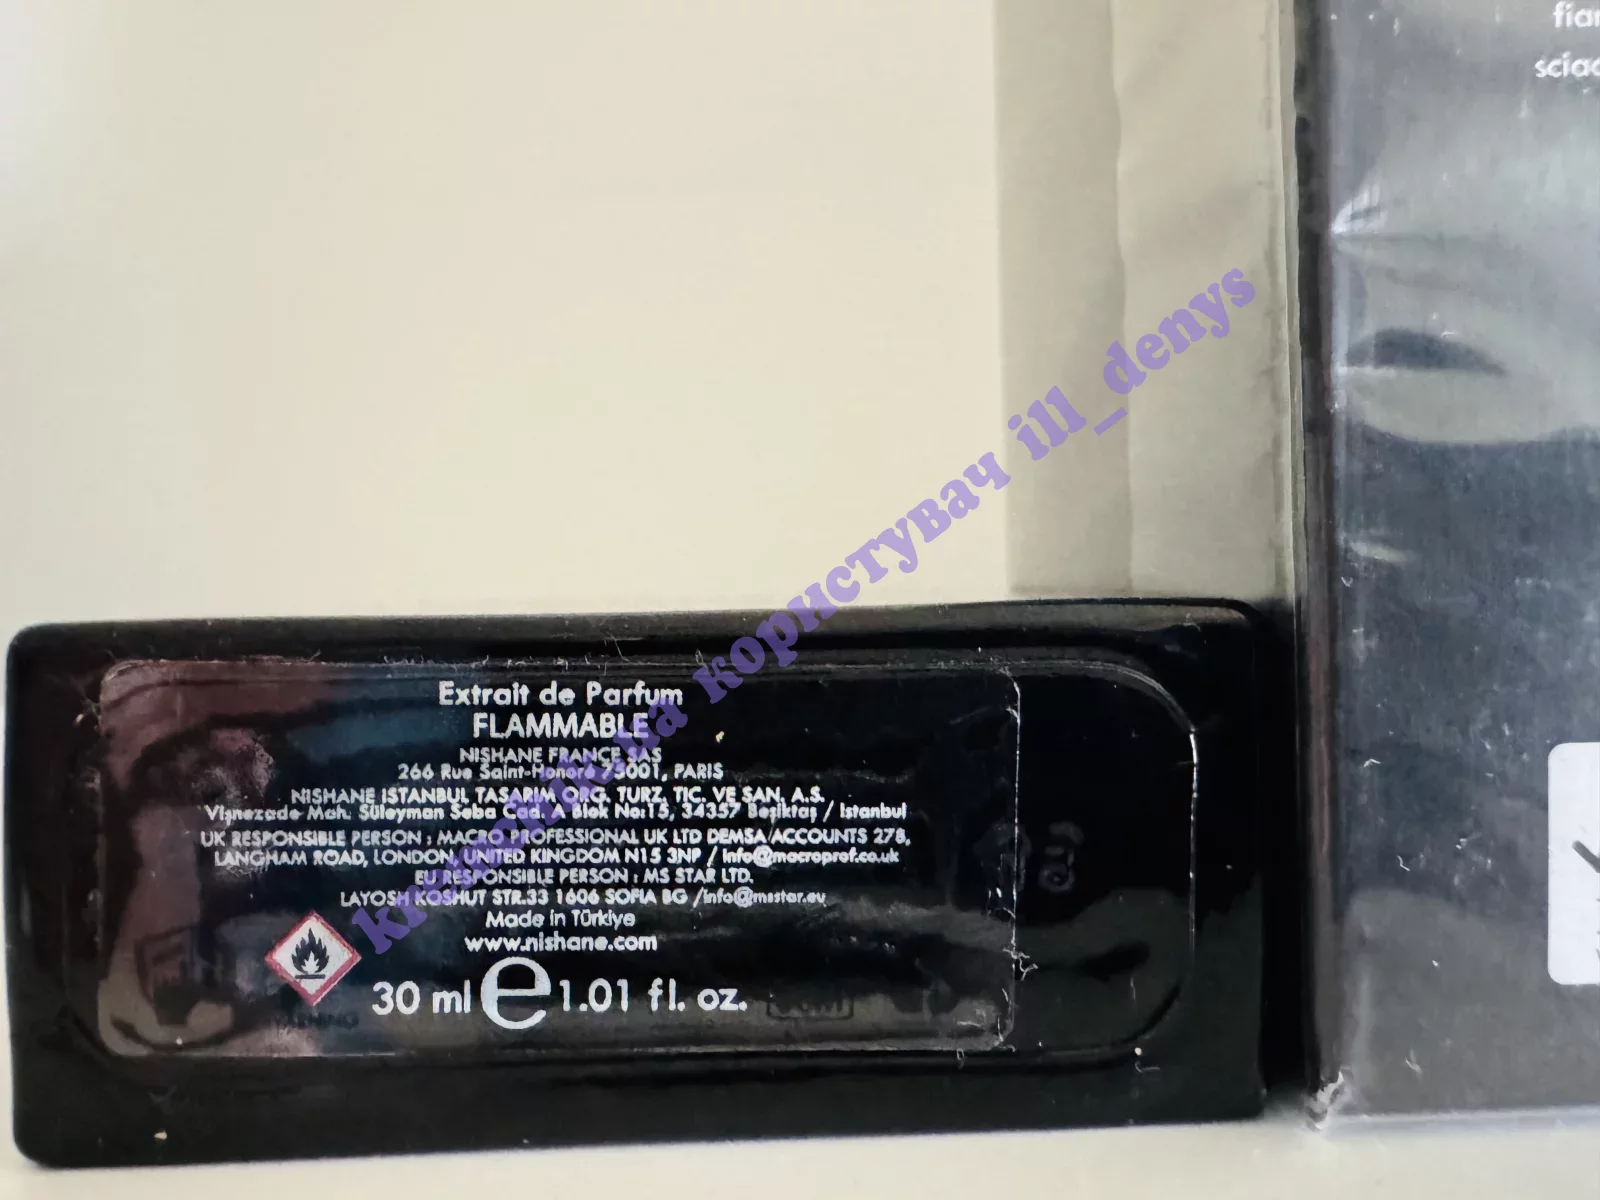 fiar
sciac
Extrait de Parfum
FLAMMABLE
NISHANE FRANCE SAS
266 Rue Saint-Honoré 75001, PARIS
NISHANE ISTANBUL TASARIM ORG. TURZ. TIC. VE SAN. A.S.
Vişnezade Mah. Süleyman Seba Cad. Blok No:15, 34357 Beşiktaş / Istanbul
UK RESPONSIBLE PERSON : MACRO PROFESSIONAL UK LTD DEMSA ACCOUNTS 278,
LANGHAM ROAD, LONDON, UNITED KINGDOM N15 3NP / info@macroprof.co.uk
EU RESPONSIBLE PERSON : MS STAR LTD.
LAYOSH KOSHUT STR.33 1606 SOFIA BG /info@msstar.eu
Made in Türkiye
www.nishane.com
30 ml e 1.01 fl. oz.
WARNING
користувач ill_denys